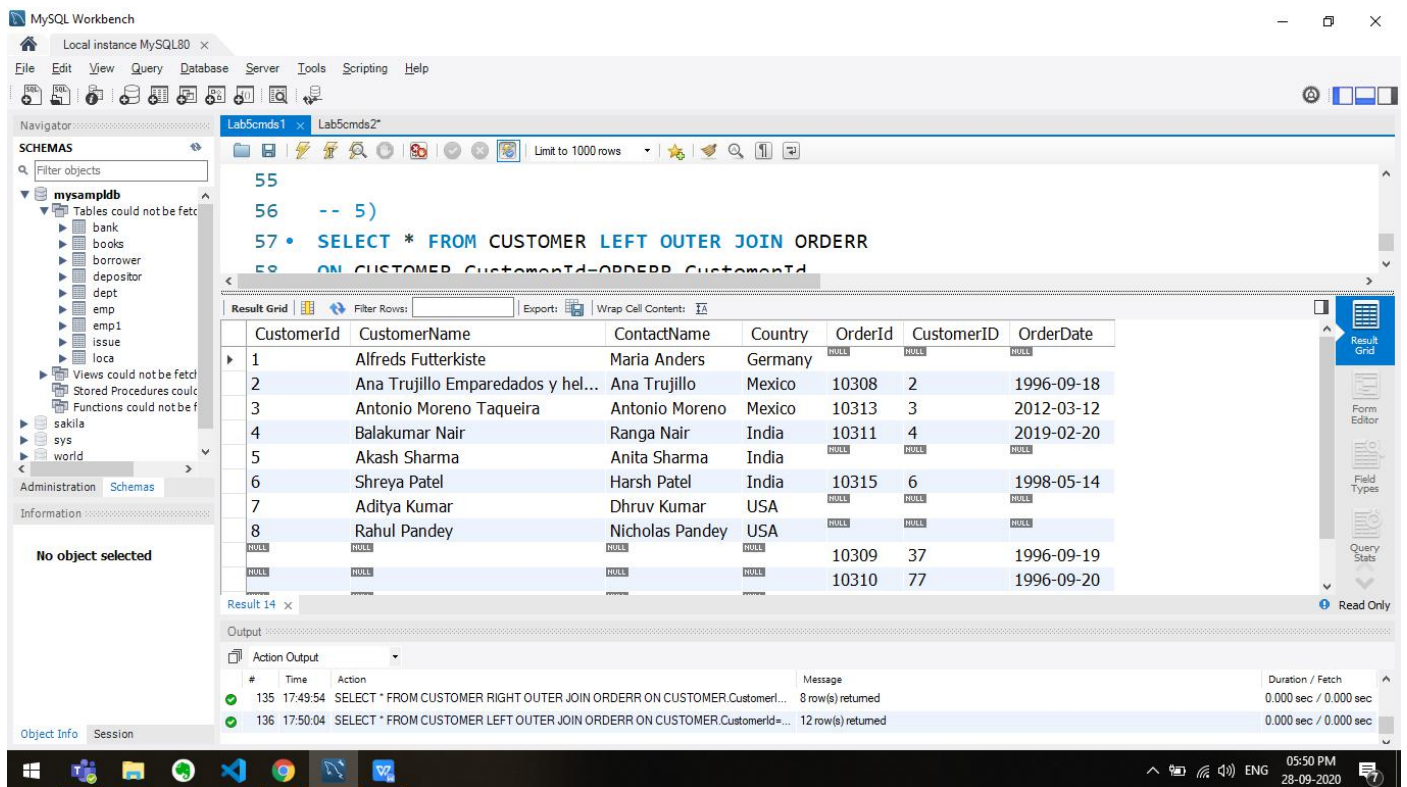 MySQL Workbench
Local instance MySQL80
File Edit View Query Database Server Tools Scripting Help
Navigator
SCHEMAS
Filter objects
mysampldb
Tables could not be fetc
bank
books
borrower
depositor
dept
emp
emp1
issue
loca
Views could not be fetch
Stored Procedures coulc
Functions could not be f
sakila
sys
world
Administration Schemas
Information
No object selected
Object Info Session
Lab5cmds1 Lab5cmds2*
Limit to 1000 rows
55
56 -- 5)
57 SELECT * FROM CUSTOMER LEFT OUTER JOIN ORDERR
58 ON CUSTOMER.CustomerId=ORDERR.CustomerId
Result Grid Filter Rows: Export: Wrap Cell Content:
CustomerId CustomerName ContactName Country OrderId CustomerID OrderDate
1 Alfreds Futterkiste Maria Anders Germany NULL NULL NULL
2 Ana Trujillo Emparedados y hel... Ana Trujillo Mexico 10308 2 1996-09-18
3 Antonio Moreno Taqueira Antonio Moreno Mexico 10313 3 2012-03-12
4 Balakumar Nair Ranga Nair India 10311 4 2019-02-20
5 Akash Sharma Anita Sharma India NULL NULL NULL
6 Shreya Patel Harsh Patel India 10315 6 1998-05-14
7 Aditya Kumar Dhruv Kumar USA NULL NULL NULL
8 Rahul Pandey Nicholas Pandey USA NULL NULL NULL
NULL NULL NULL NULL 10309 37 1996-09-19
NULL NULL NULL NULL 10310 77 1996-09-20
Result Grid
Form Editor
Field Types
Query Stats
Result 14
Read Only
Output
Action Output
# Time Action Message Duration / Fetch
135 17:49:54 SELECT * FROM CUSTOMER RIGHT OUTER JOIN ORDERR ON CUSTOMER.CustomerI... 8 row(s) returned 0.000 sec / 0.000 sec
136 17:50:04 SELECT * FROM CUSTOMER LEFT OUTER JOIN ORDERR ON CUSTOMER.CustomerId=... 12 row(s) returned 0.000 sec / 0.000 sec
ENG
05:50 PM
28-09-2020
7